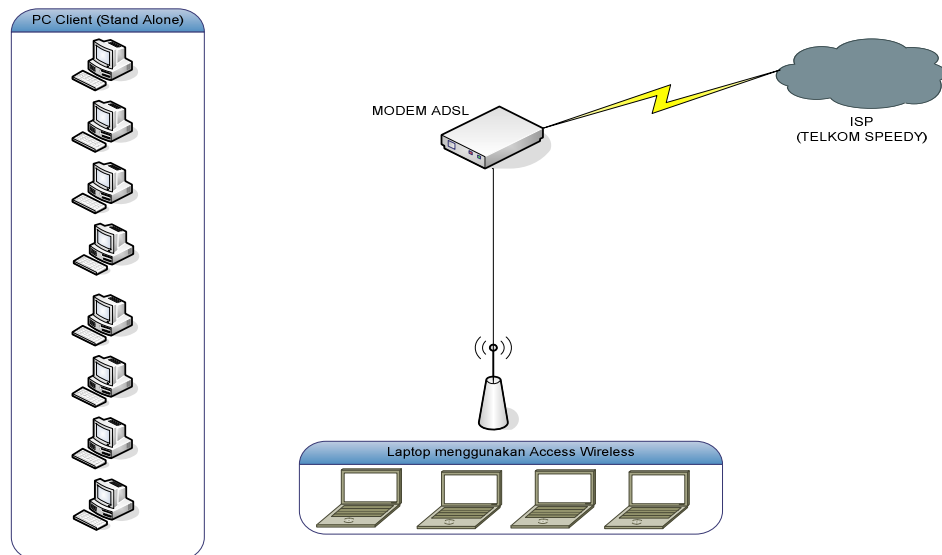 PC Client (Stand Alone)
MODEM ADSL
ISP
(TELKOM SPEEDY)
Laptop menggunakan Access Wireless